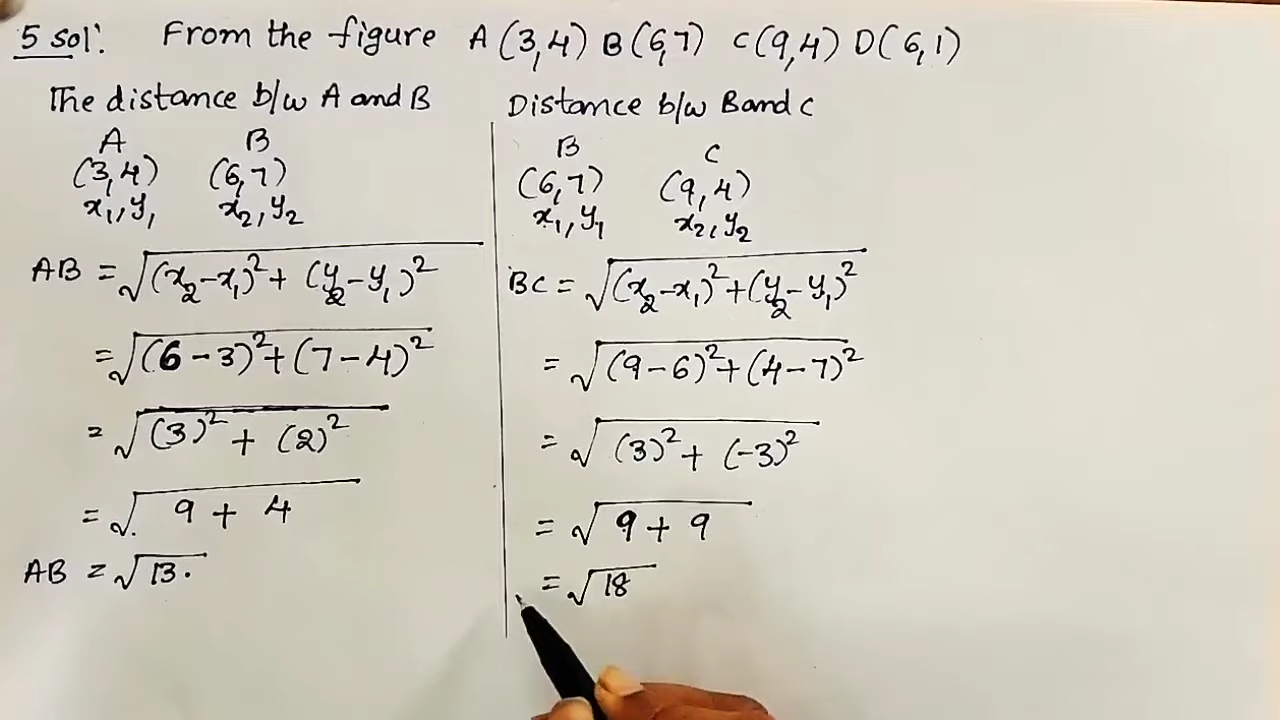 5 sol: From the figure A(3,4) B(6,7) C(9,4) D(6,1)
The distance b/w A and B
A B
(3,4) (6,7)
x₁,y₁ x₂,y₂
AB = √(x₂-x₁)²+(y₂-y₁)²
=√(6-3)²+(7-4)²
=√(3)²+(2)²
=√9+4
AB = √13.
Distance b/w B and C
B C
(6,7) (9,4)
x₁,y₁ x₂,y₂
BC = √(x₂-x₁)²+(y₂-y₁)²
= √(9-6)²+(4-7)²
= √(3)²+(-3)²
= √9+9
= √18